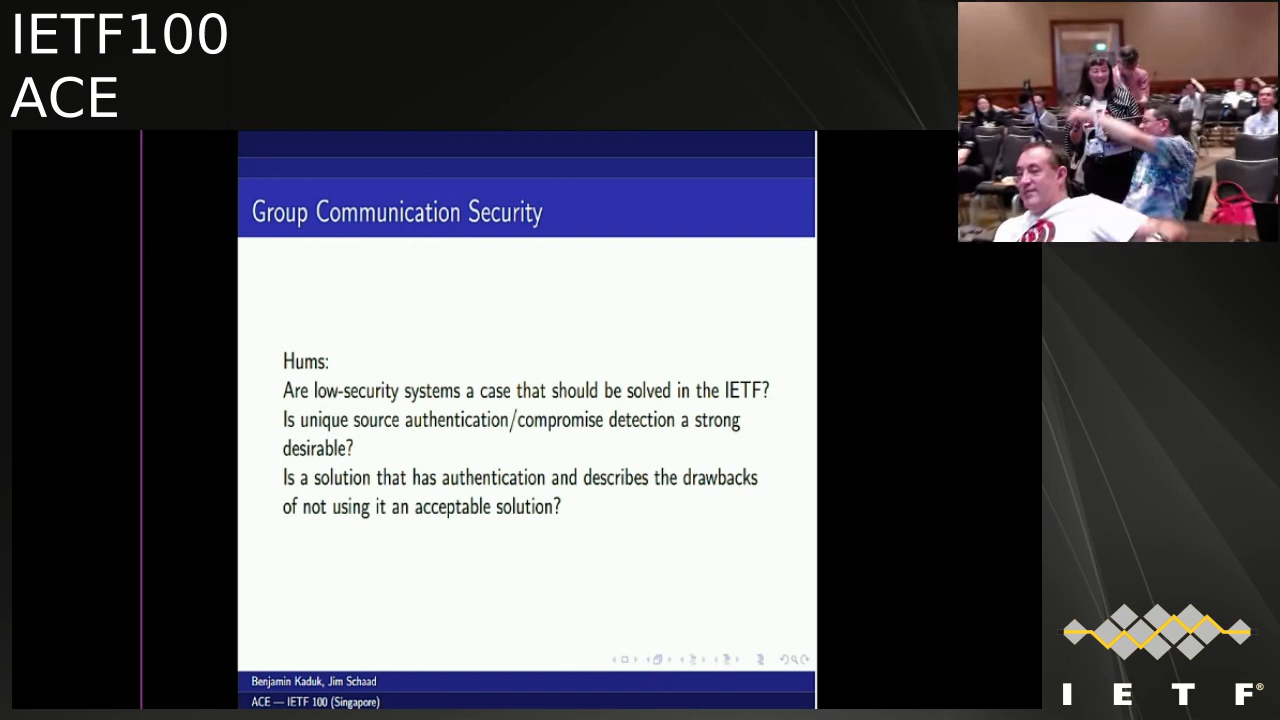 IETF100
ACE
Group Communication Security
Hums:
Are low-security systems a case that should be solved in the IETF?
Is unique source authentication/compromise detection a strong
desirable?
Is a solution that has authentication and describes the drawbacks
of not using it an acceptable solution?
Benjamin Kaduk, Jim Schaad
ACE — IETF 100 (Singapore)
I E T F®